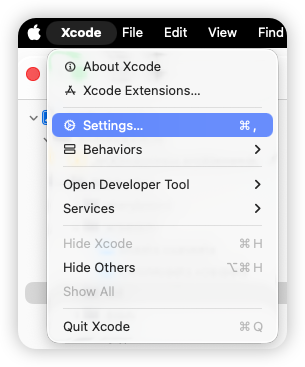 Xcode File Edit View Find
About Xcode
Xcode Extensions...
Settings... ⌘ ,
Behaviors
Open Developer Tool
Services
Hide Xcode ⌘ H
Hide Others ⌥⌘ H
Show All
Quit Xcode ⌘ Q